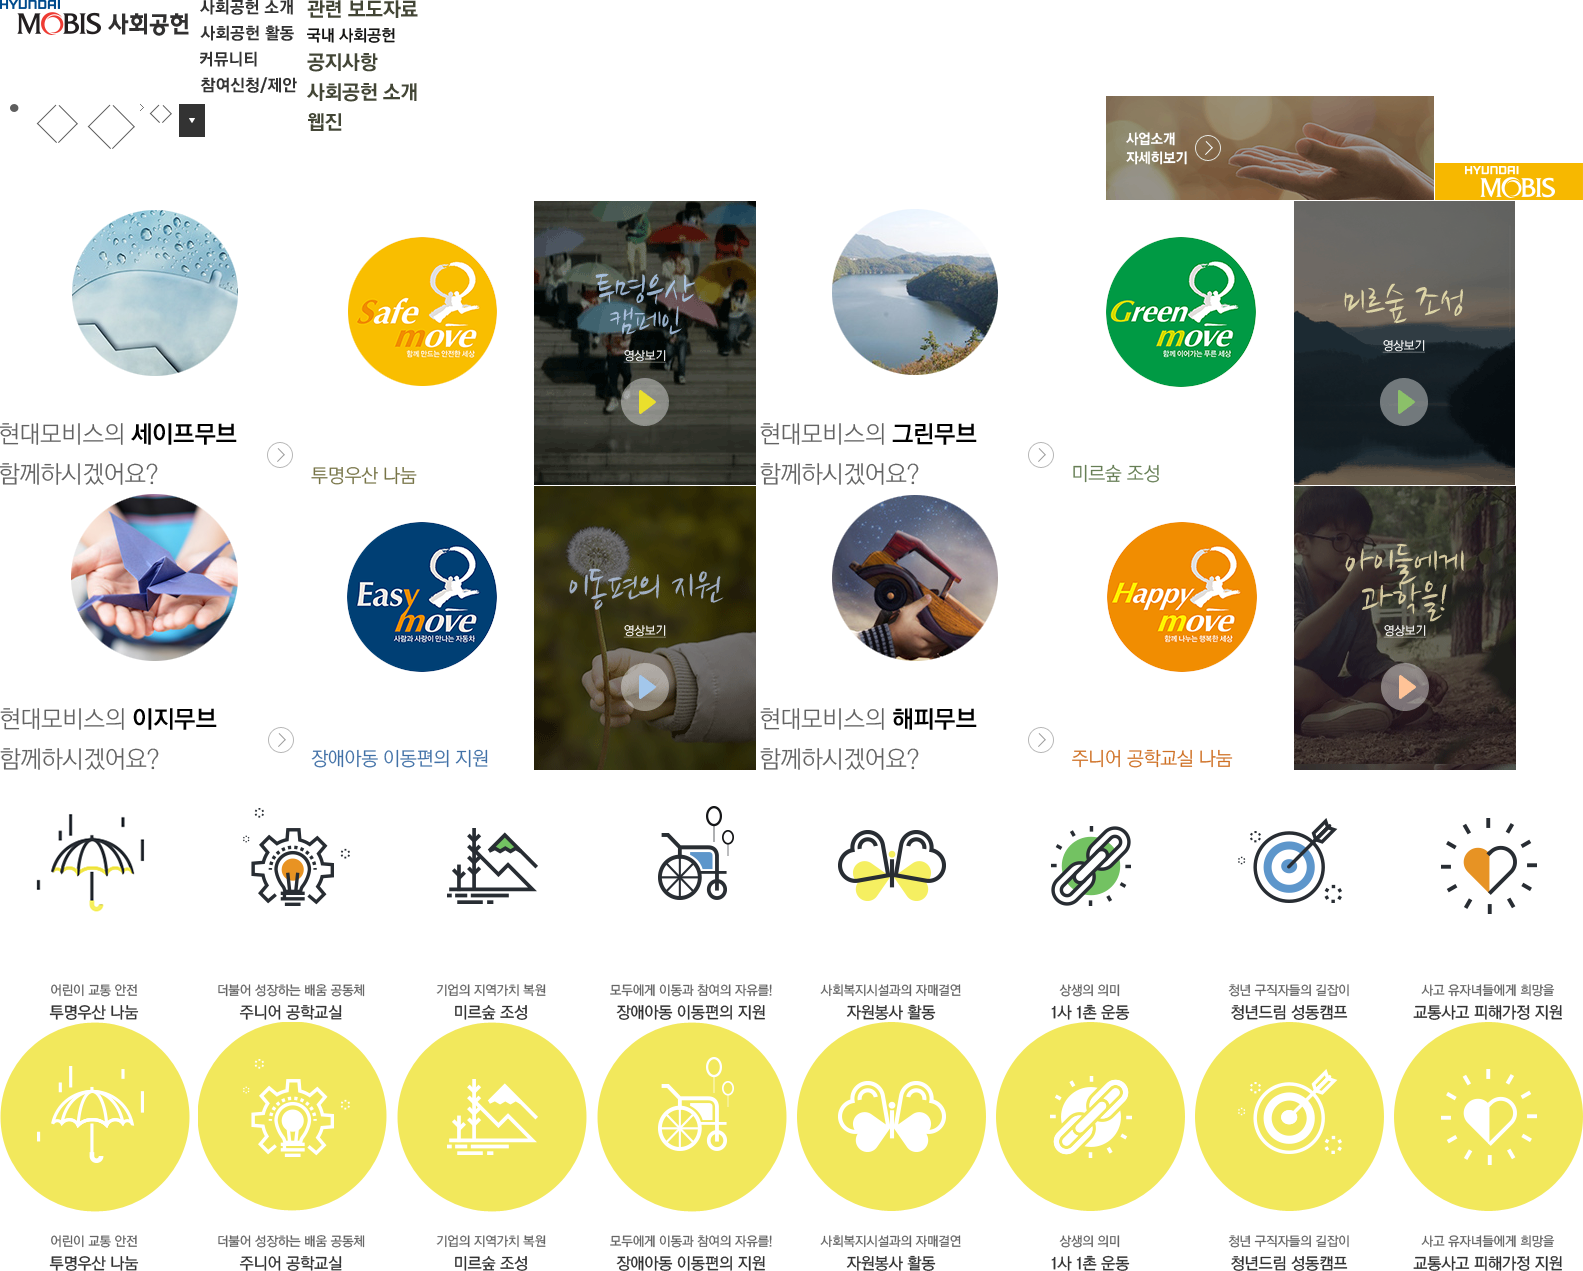 HYUNDAI
MOBIS 사회공헌
사회공헌 소개
사회공헌 활동
커뮤니티
참여신청/제안
관련 보도자료
국내 사회공헌
공지사항
사회공헌 소개
웹진
사업소개
자세히보기
HYUNDAI
MOBIS
Safe
move
함께 만드는 안전한 세상
투명우산
캠페인
영상보기
현대모비스의 세이프무브
함께하시겠어요?
투명우산 나눔
Green
move
함께 이어가는 푸른 세상
미르숲 조성
영상보기
현대모비스의 그린무브
함께하시겠어요?
미르숲 조성
Easy
move
사람과 사랑이 만나는 자동차
이동편의 지원
영상보기
현대모비스의 이지무브
함께하시겠어요?
장애아동 이동편의 지원
Happy
move
함께 나누는 행복한 세상
아이들에게
과학을!
영상보기
현대모비스의 해피무브
함께하시겠어요?
주니어 공학교실 나눔
어린이 교통 안전
투명우산 나눔
더불어 성장하는 배움 공동체
주니어 공학교실
기업의 지역가치 복원
미르숲 조성
모두에게 이동과 참여의 자유를!
장애아동 이동편의 지원
사회복지시설과의 자매결연
자원봉사 활동
상생의 의미
1사 1촌 운동
청년 구직자들의 길잡이
청년드림 성동캠프
사고 유자녀들에게 희망을
교통사고 피해가정 지원
어린이 교통 안전
투명우산 나눔
더불어 성장하는 배움 공동체
주니어 공학교실
기업의 지역가치 복원
미르숲 조성
모두에게 이동과 참여의 자유를!
장애아동 이동편의 지원
사회복지시설과의 자매결연
자원봉사 활동
상생의 의미
1사 1촌 운동
청년 구직자들의 길잡이
청년드림 성동캠프
사고 유자녀들에게 희망을
교통사고 피해가정 지원